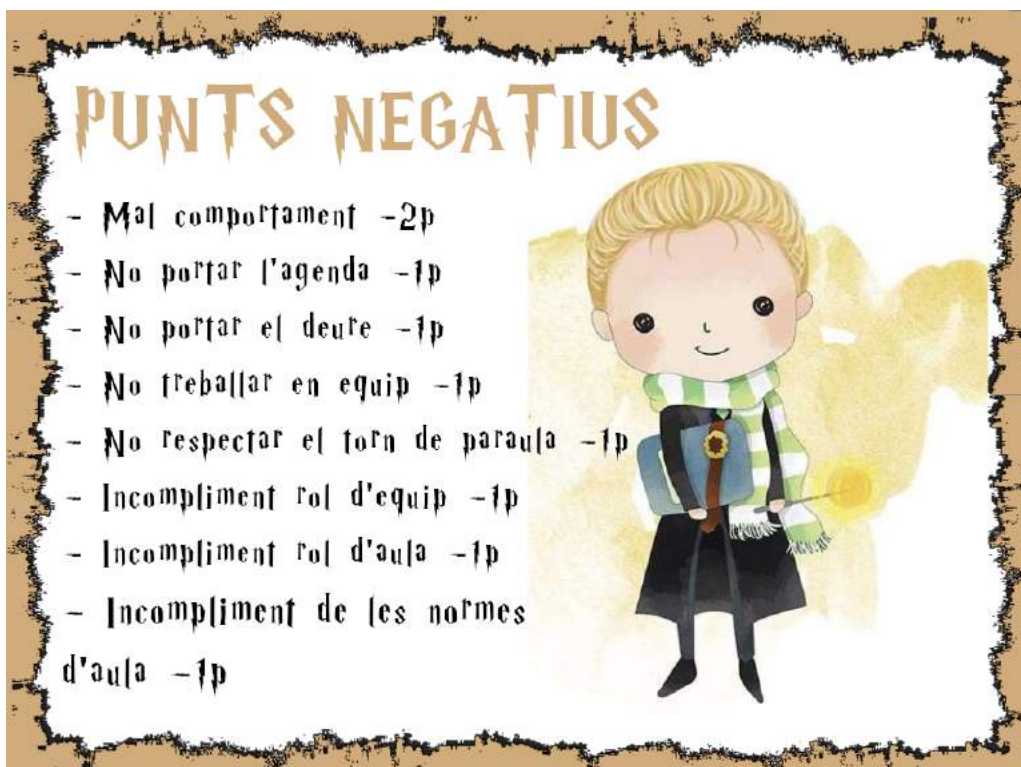 PUNTS NEGATIUS
- Mal comportament -2p
- No portar l'agenda -1p
- No portar el deure -1p
- No treballar en equip -1p
- No respectar el torn de paraula -1p
- Incompliment rol d'equip -1p
- Incompliment rol d'aula -1p
- Incompliment de les normes
d'aula -1p